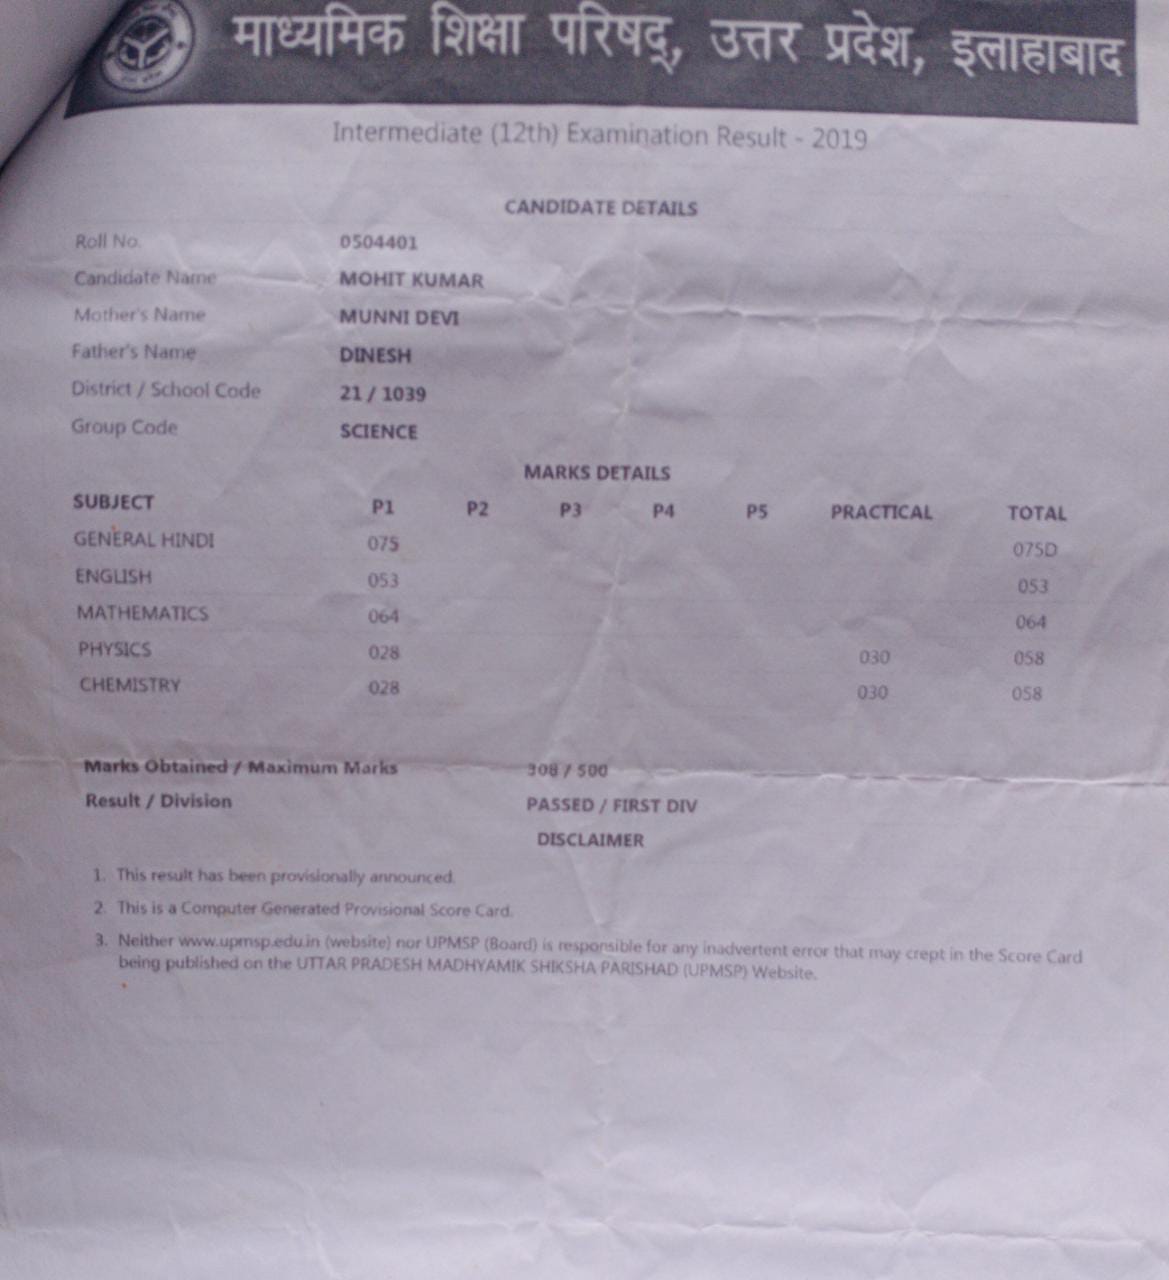 माध्यमिक शिक्षा परिषद्, उत्तर प्रदेश, इलाहाबाद
Intermediate (12th) Examination Result - 2019
CANDIDATE DETAILS
Roll No. 0504401
Candidate Name MOHIT KUMAR
Mother's Name MUNNI DEVI
Father's Name DINESH
District / School Code 21 / 1039
Group Code SCIENCE
MARKS DETAILS
SUBJECT P1 P2 P3 P4 P5 PRACTICAL TOTAL
GENERAL HINDI 075 075D
ENGLISH 053 053
MATHEMATICS 064 064
PHYSICS 028 030 058
CHEMISTRY 028 030 058
Marks Obtained / Maximum Marks 308 / 500
Result / Division PASSED / FIRST DIV
DISCLAIMER
1. This result has been provisionally announced.
2. This is a Computer Generated Provisional Score Card.
3. Neither www.upmsp.edu.in (website) nor UPMSP (Board) is responsible for any inadvertent error that may crept in the Score Card
being published on the UTTAR PRADESH MADHYAMIK SHIKSHA PARISHAD (UPMSP) Website.